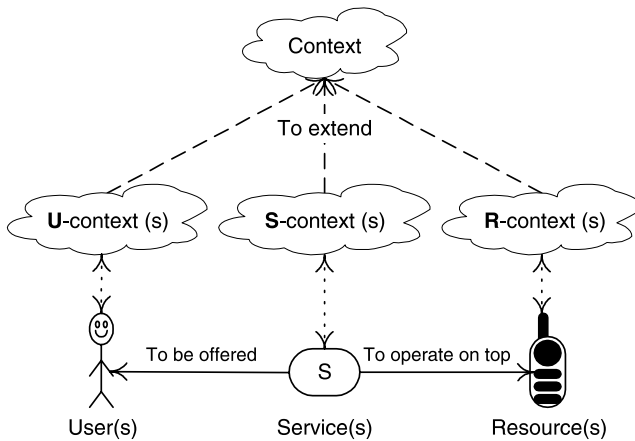 Context
To extend
U-context (s)
S-context (s)
R-context (s)
To be offered
S
To operate on top
User(s)
Service(s)
Resource(s)